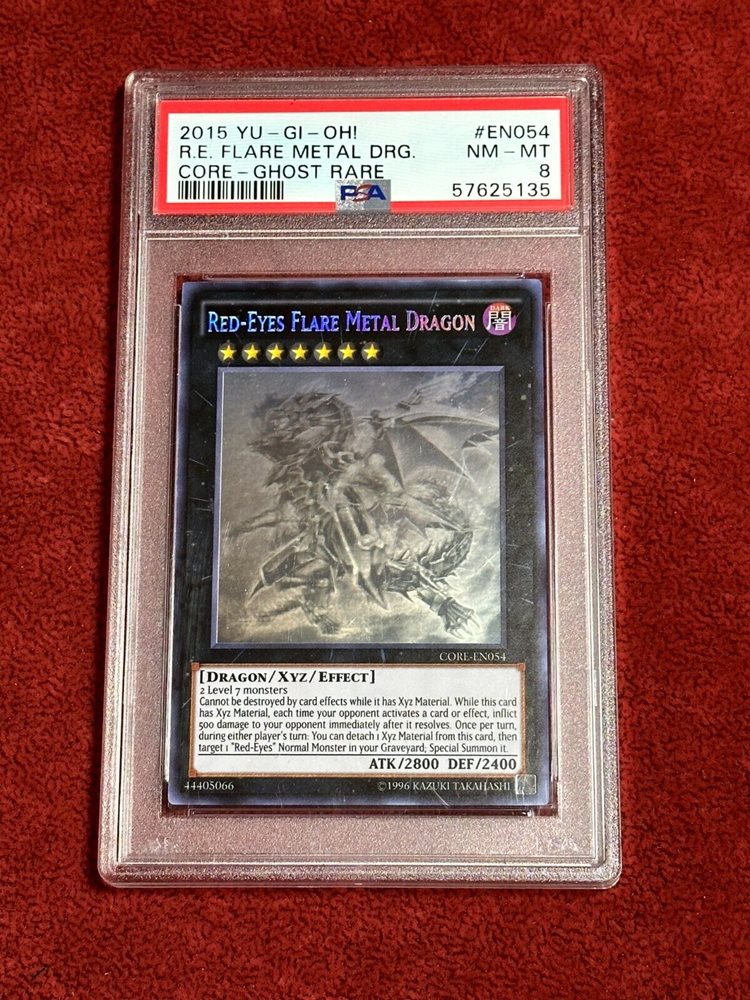 2015 YU-GI-OH! #EN054
R.E. FLARE METAL DRG. NM-MT
CORE-GHOST RARE 8
PSA 57625135
RED-EYES FLARE METAL DRAGON
DARK
闇
CORE-EN054
[DRAGON/XYZ/EFFECT]
2 Level 7 monsters
Cannot be destroyed by card effects while it has Xyz Material. While this card
has Xyz Material, each time your opponent activates a card or effect, inflict
500 damage to your opponent immediately after it resolves. Once per turn,
during either player's turn: You can detach 1 Xyz Material from this card, then
target 1 "Red-Eyes" Normal Monster in your Graveyard; Special Summon it.
ATK/2800 DEF/2400
44405066 ©1996 KAZUKI TAKAHASHI